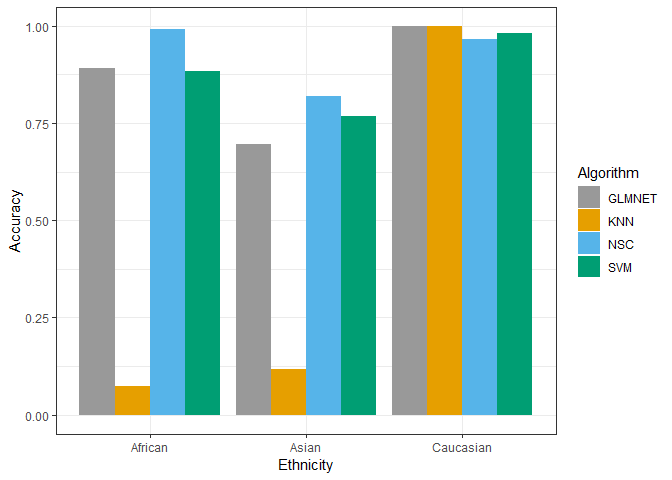 1.00
0.75
0.50
0.25
0.00
Accuracy
African
Asian
Caucasian
Ethnicity
Algorithm
GLMNET
KNN
NSC
SVM